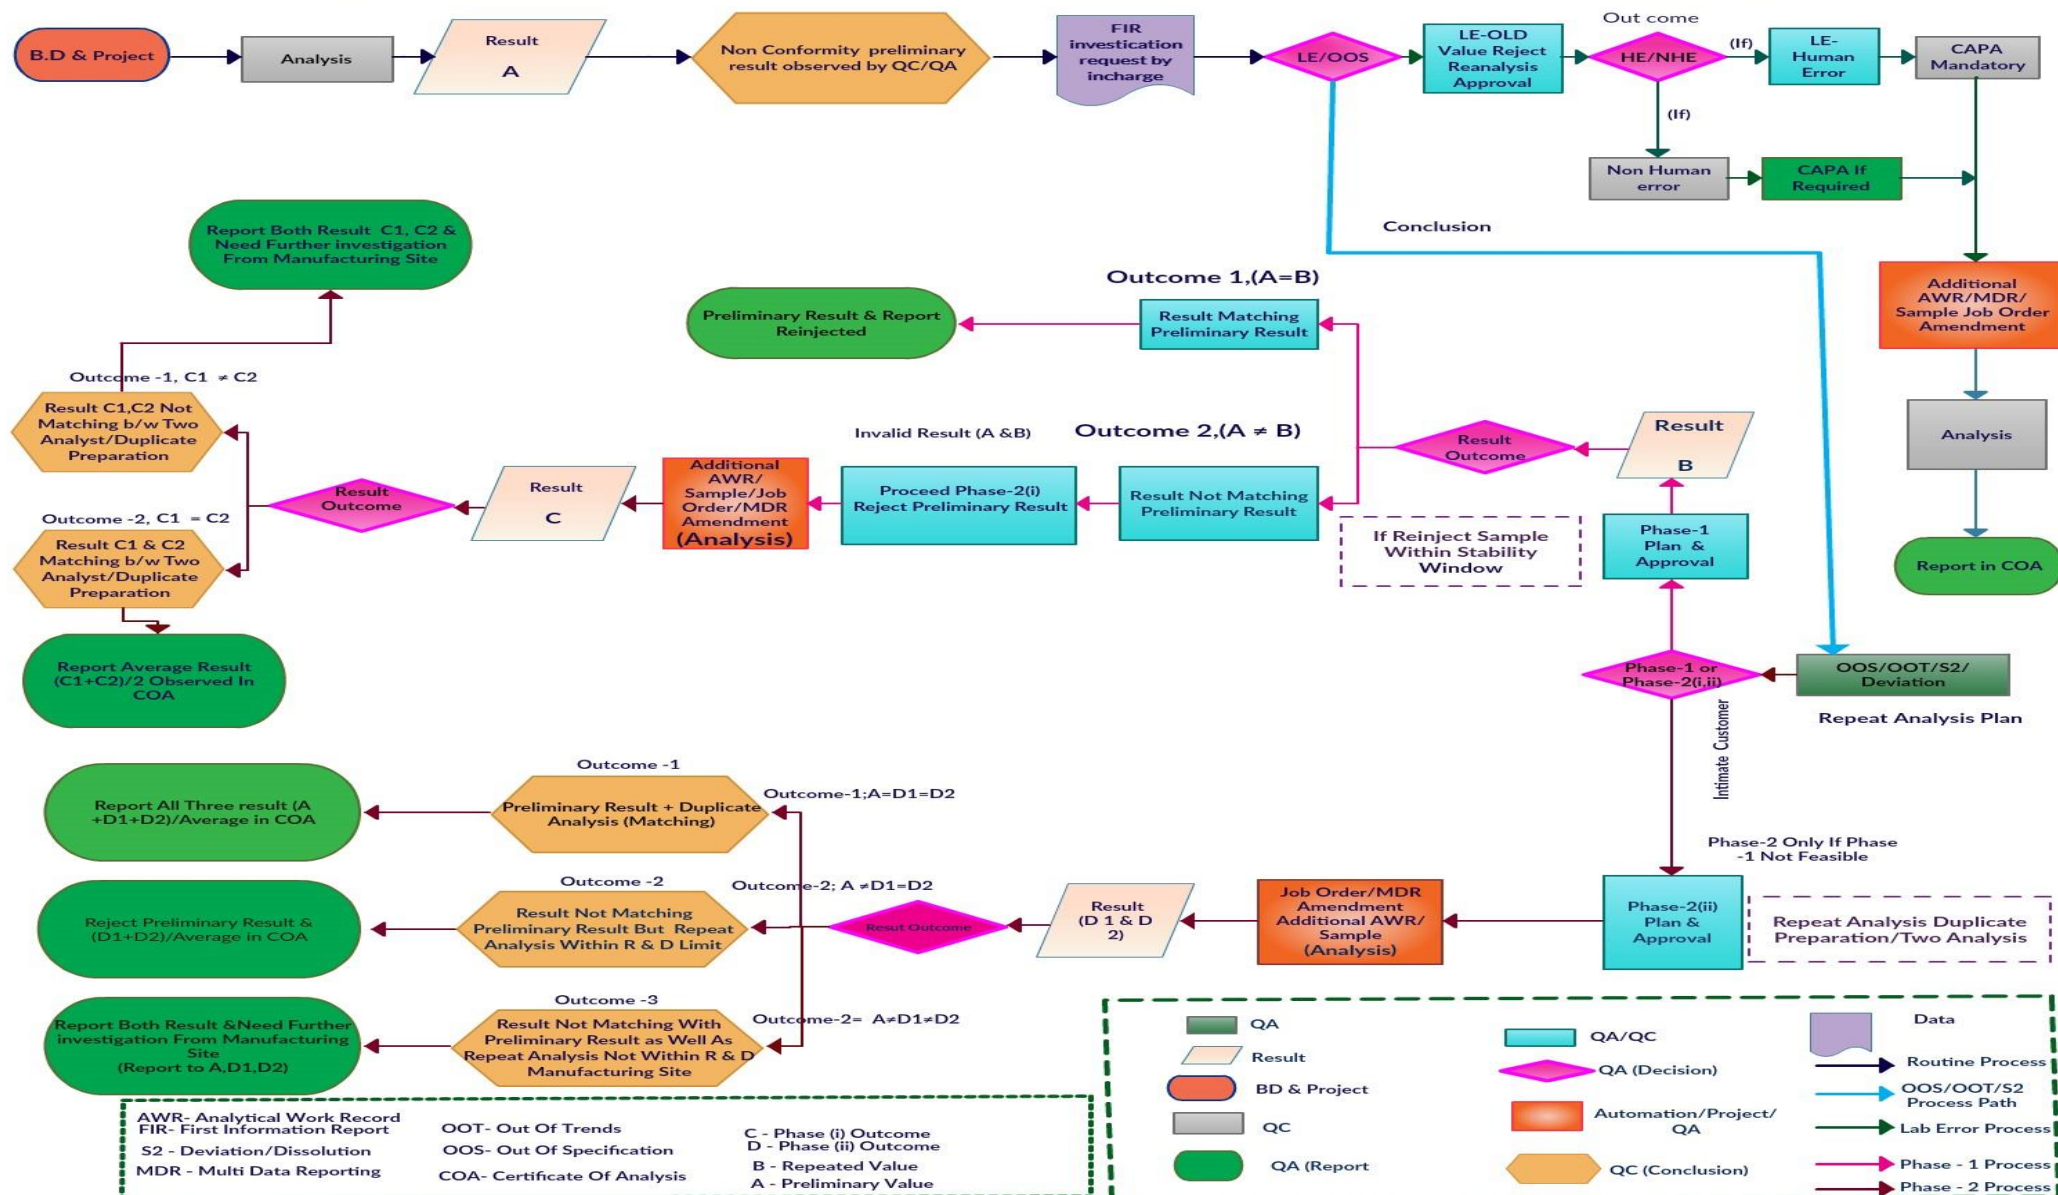 B.D & Project
Analysis
Result
A
Non Conformity preliminary
result observed by QC/QA
FIR
investication
request by
incharge
LE/OOS
LE-OLD
Value Reject
Reanalysis
Approval
Out come
HE/NHE
(If)
LE-
Human
Error
CAPA
Mandatory
(If)
Non Human
error
CAPA If
Required
Conclusion
Additional
AWR/MDR/
Sample Job Order
Amendment
Analysis
Report in COA
Report Both Result C1, C2 &
Need Further investigation
From Manufacturing Site
Outcome 1,(A=B)
Preliminary Result & Report
Reinjected
Result Matching
Preliminary Result
Outcome -1, C1 ≠ C2
Result C1,C2 Not
Matching b/w Two
Analyst/Duplicate
Preparation
Invalid Result (A &B)
Outcome 2,(A ≠ B)
Result
Outcome
Result
B
Result
Outcome
Result
C
Additional
AWR/
Sample/Job
Order/MDR
Amendment
(Analysis)
Proceed Phase-2(i)
Reject Preliminary Result
Result Not Matching
Preliminary Result
If Reinject Sample
Within Stability
Window
Phase-1
Plan &
Approval
Outcome -2, C1 = C2
Result C1 & C2
Matching b/w Two
Analyst/Duplicate
Preparation
Report Average Result
(C1+C2)/2 Observed In
COA
Phase-1 or
Phase-2(i,ii)
OOS/OOT/S2/
Deviation
Repeat Analysis Plan
Intimate Customer
Phase-2 Only If Phase
-1 Not Feasible
Outcome -1
Report All Three result (A
+D1+D2)/Average in COA
Preliminary Result + Duplicate
Analysis (Matching)
Outcome-1;A=D1=D2
Outcome -2
Outcome-2; A ≠D1=D2
Reject Preliminary Result &
(D1+D2)/Average in COA
Result Not Matching
Preliminary Result But Repeat
Analysis Within R & D Limit
Resut Outcome
Result
(D 1 & D
2)
Job Order/MDR
Amendment
Additional AWR/
Sample
(Analysis)
Phase-2(ii)
Plan &
Approval
Repeat Analysis Duplicate
Preparation/Two Analysis
Outcome -3
Outcome-2= A≠D1≠D2
Report Both Result &Need Further
investigation From Manufacturing
Site
(Report to A,D1,D2)
Result Not Matching With
Preliminary Result as Well As
Repeat Analysis Not Within R & D
Manufacturing Site
AWR- Analytical Work Record
FIR- First Information Report
S2 - Deviation/Dissolution
MDR - Multi Data Reporting
OOT- Out Of Trends
OOS- Out Of Specification
COA- Certificate Of Analysis
C - Phase (i) Outcome
D - Phase (ii) Outcome
B - Repeated Value
A - Preliminary Value
QA
Result
BD & Project
QC
QA (Report
QA/QC
QA (Decision)
Automation/Project/
QA
QC (Conclusion)
Data
Routine Process
OOS/OOT/S2
Process Path
Lab Error Process
Phase - 1 Process
Phase - 2 Process